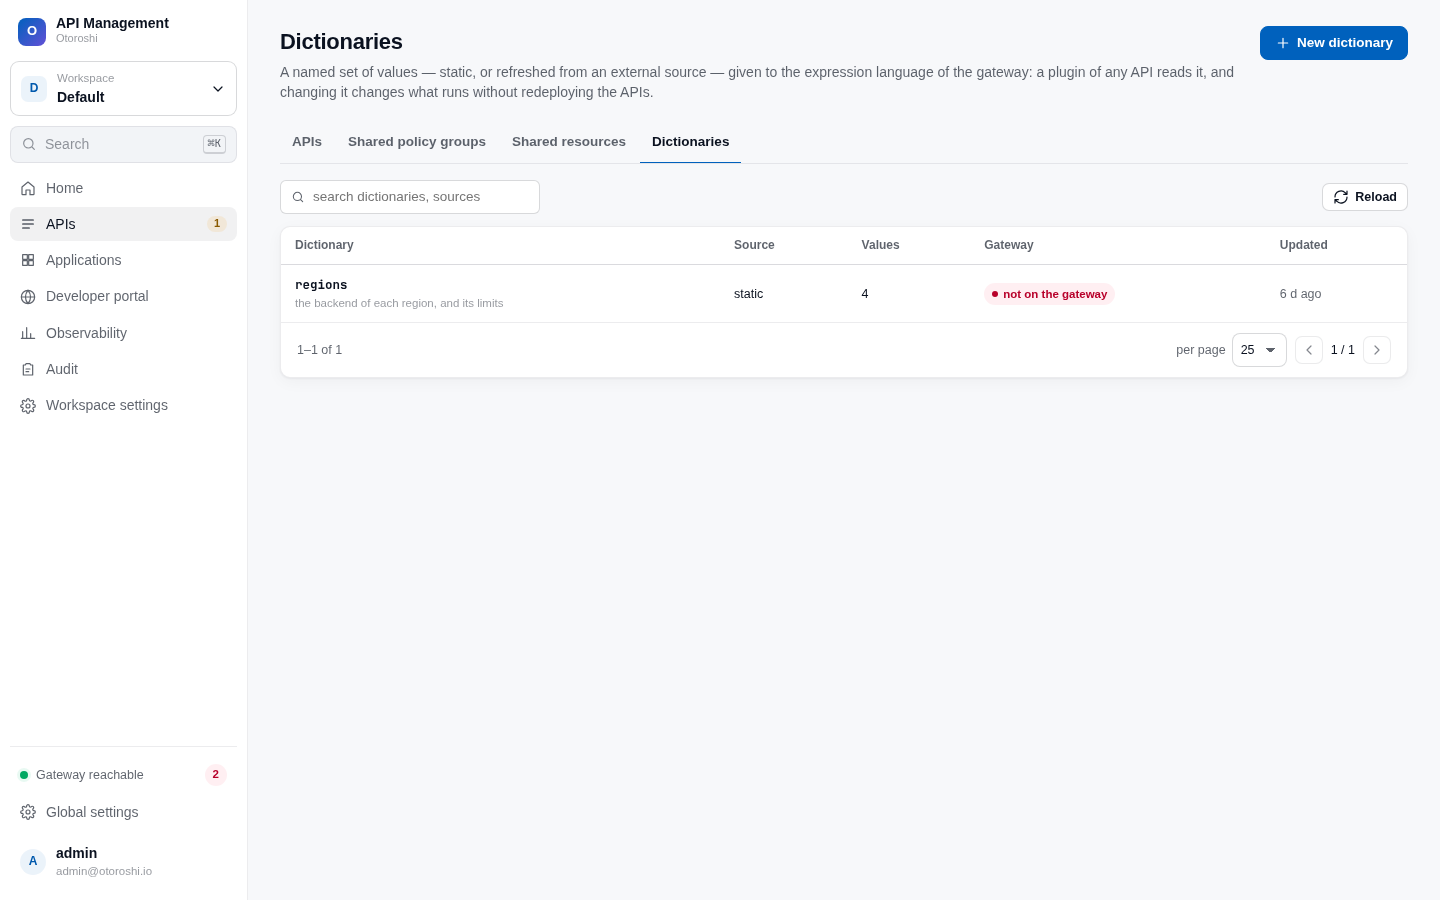 O
API Management
Otoroshi
D
Workspace
Default
Search
⌘K
Home
APIs
1
Applications
Developer portal
Observability
Audit
Workspace settings
Gateway reachable
2
Global settings
A
admin
admin@otoroshi.io
Dictionaries
New dictionary
A named set of values — static, or refreshed from an external source — given to the expression language of the gateway: a plugin of any API reads it, and
changing it changes what runs without redeploying the APIs.
APIs Shared policy groups Shared resources Dictionaries
search dictionaries, sources
Reload
Dictionary Source Values Gateway Updated
regions
the backend of each region, and its limits
static 4 not on the gateway 6 d ago
1–1 of 1
per page 25 1 / 1